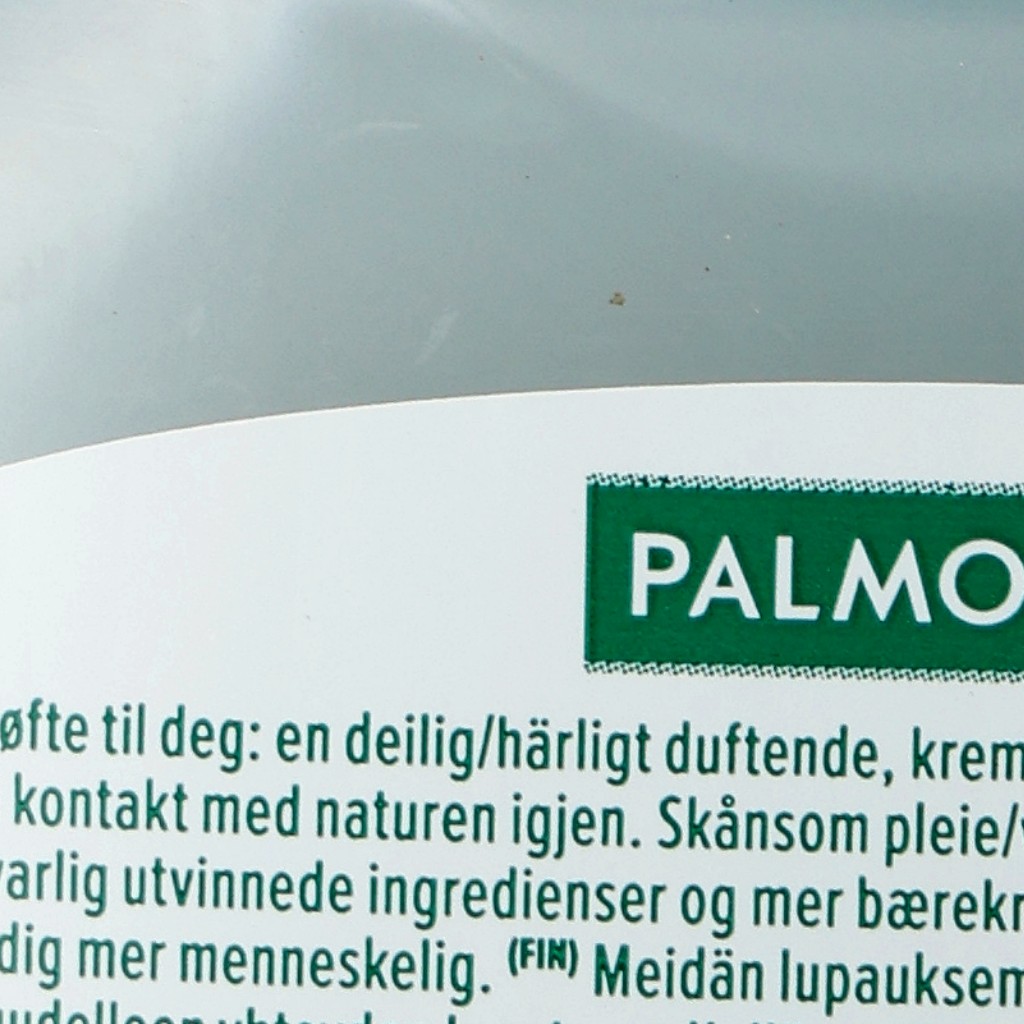 PALMO
øfte til deg: en deilig/härligt duftende, krem
kontakt med naturen igjen. Skånsom pleie/
varlig utvinnede ingredienser og mer bærekr
dig mer menneskelig. (FIN) Meidän lupauksem